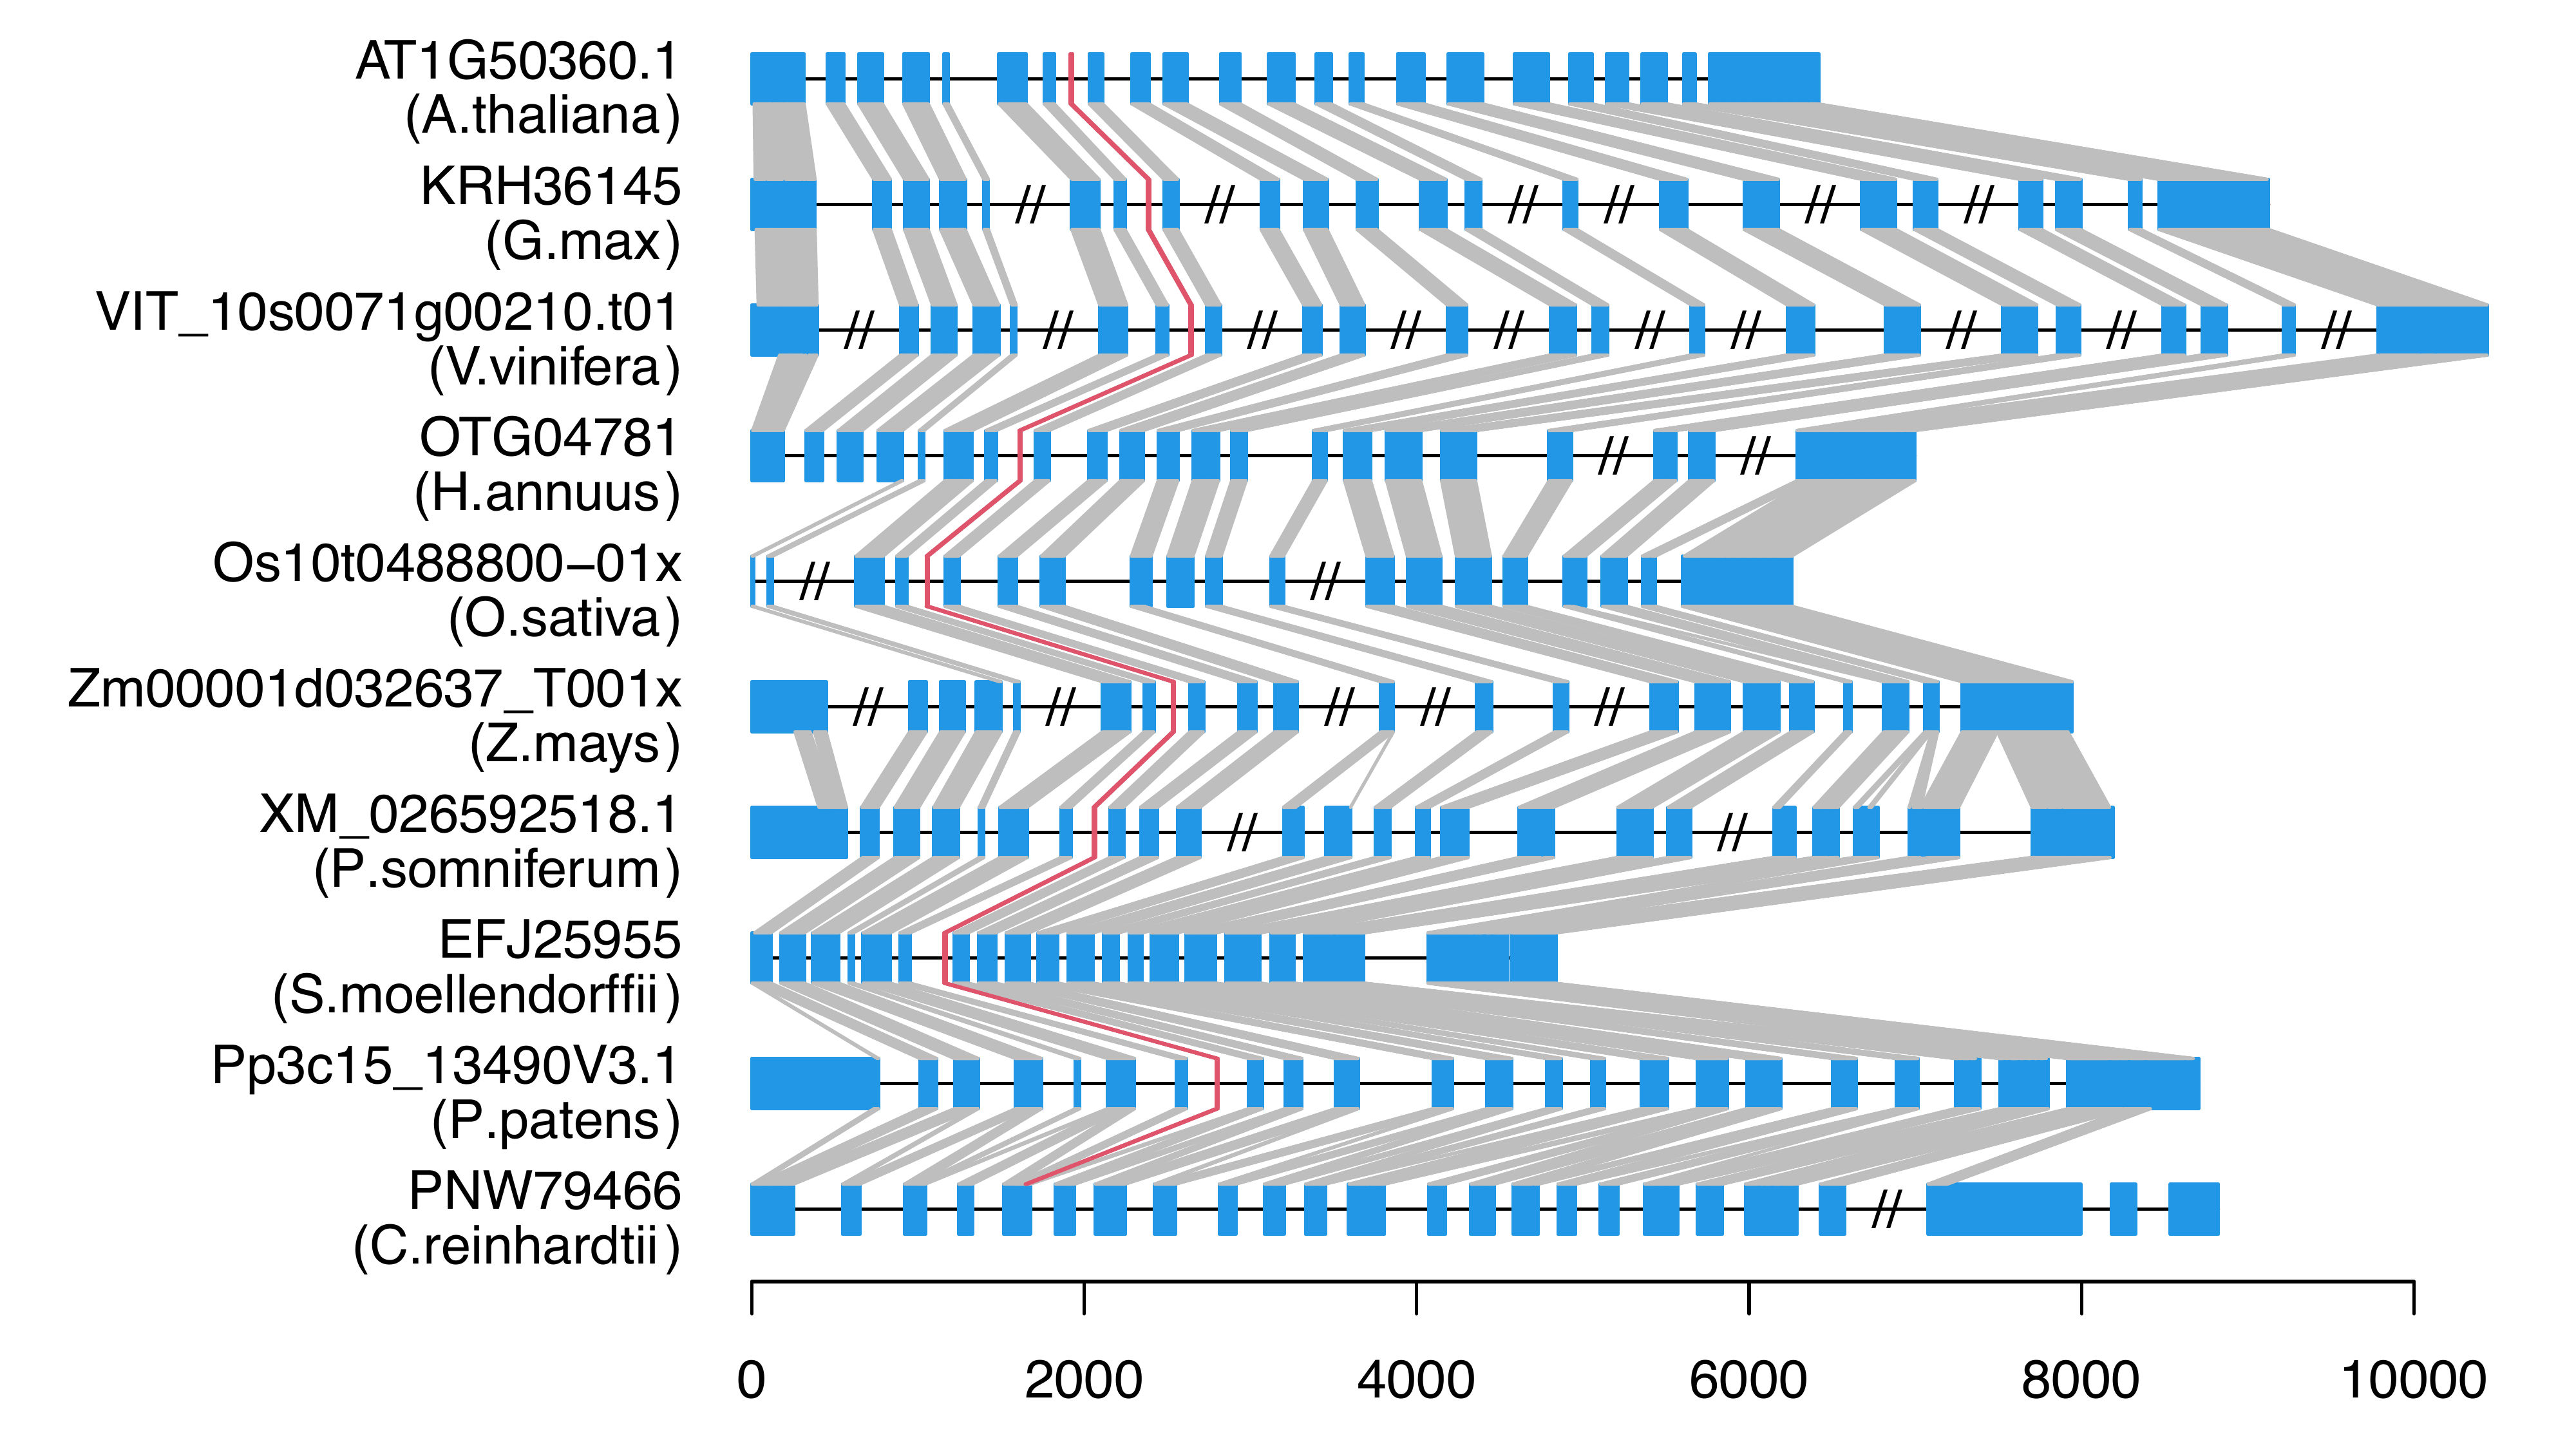 AT1G50360.1
(A.thaliana)
KRH36145
(G.max)
VIT_10s0071g00210.t01
(V.vinifera)
OTG04781
(H.annuus)
Os10t0488800−01x
(O.sativa)
Zm00001d032637_T001x
(Z.mays)
XM_026592518.1
(P.somniferum)
EFJ25955
(S.moellendorffii)
Pp3c15_13490V3.1
(P.patens)
PNW79466
(C.reinhardtii)
0 2000 4000 6000 8000 10000